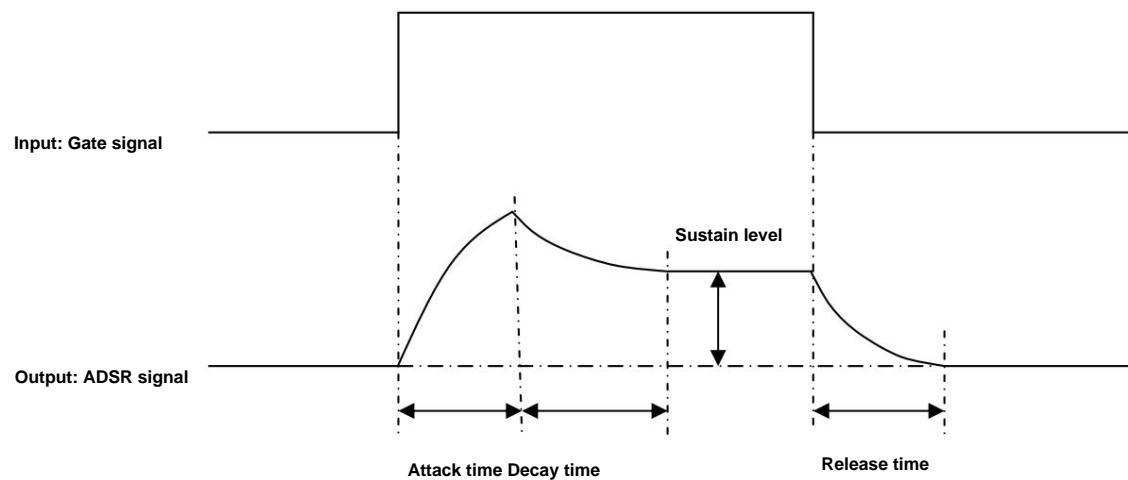 Input: Gate signal
Sustain level
Output: ADSR signal
Attack time Decay time
Release time